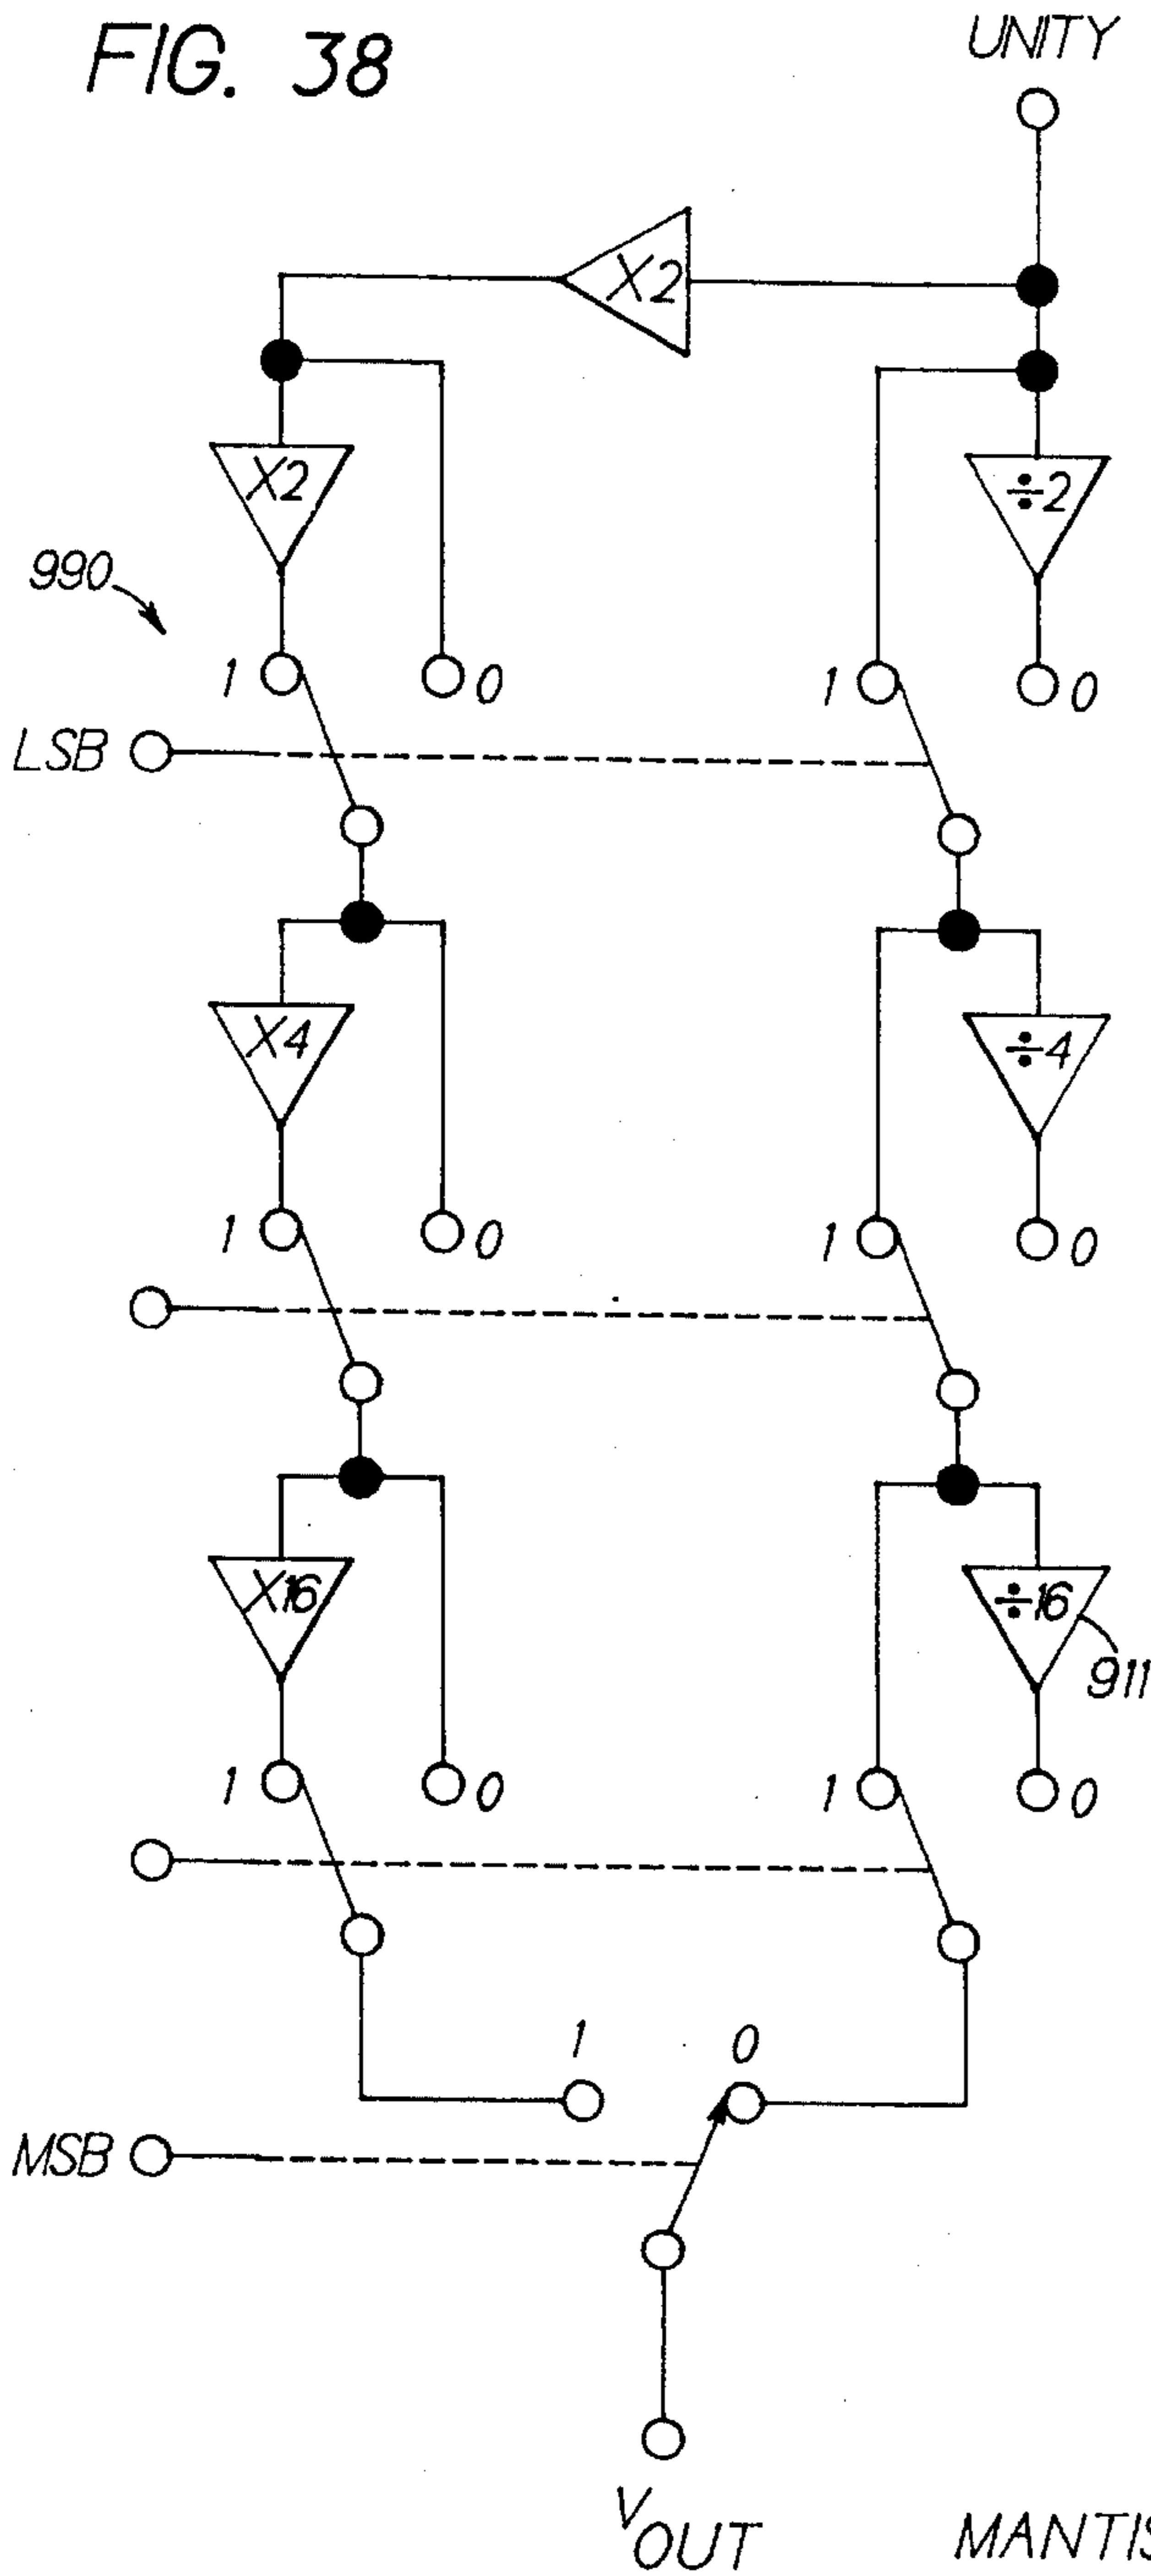 FIG. 38
UNITY
X2
X2
÷2
990
1 0 1 0
LSB
X4
÷4
1 0 1 0
X16
÷16
911
1 0 1 0
1 0
MSB
VOUT
MANTIS